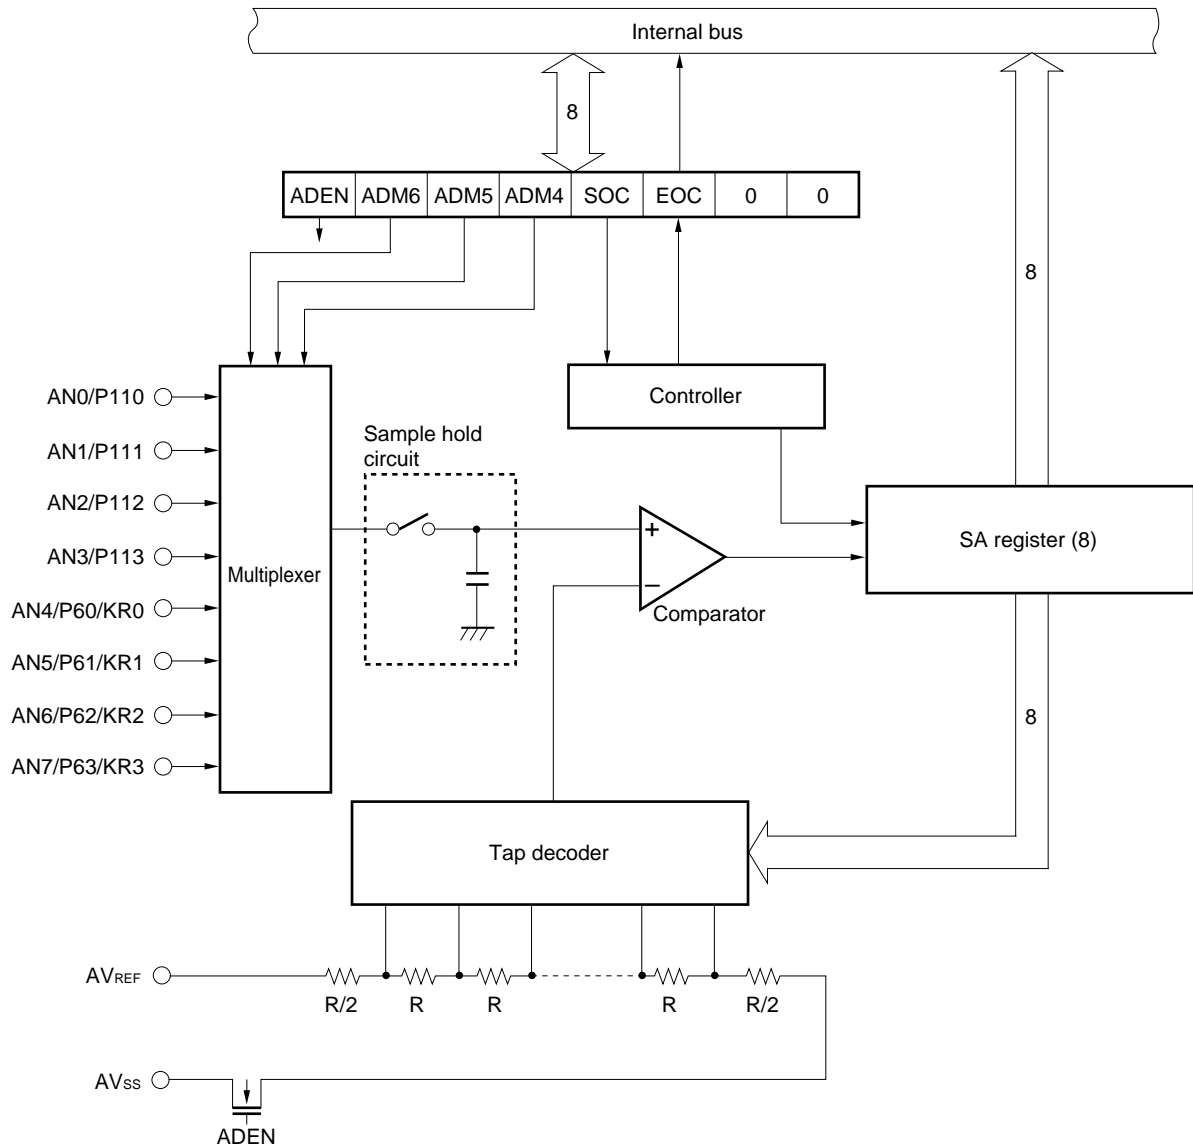 Internal bus
8
ADEN ADM6 ADM5 ADM4 SOC EOC 0 0
8
AN0/P110
AN1/P111
AN2/P112
AN3/P113
AN4/P60/KR0
AN5/P61/KR1
AN6/P62/KR2
AN7/P63/KR3
Multiplexer
Sample hold
circuit
Controller
+
−
Comparator
SA register (8)
8
Tap decoder
AVREF
R/2 R R R R/2
AVSS
ADEN